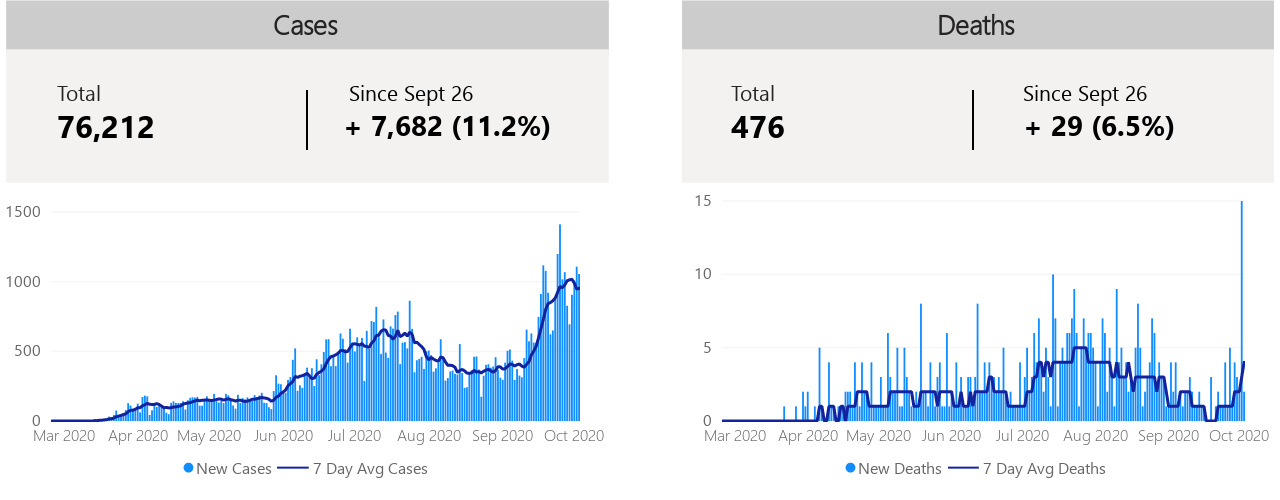 Cases
Total
76,212
Since Sept 26
+ 7,682 (11.2%)
1500
1000
500
0
Mar 2020 Apr 2020 May 2020 Jun 2020 Jul 2020 Aug 2020 Sep 2020 Oct 2020
New Cases 7 Day Avg Cases
Deaths
Total
476
Since Sept 26
+ 29 (6.5%)
15
10
5
0
Mar 2020 Apr 2020 May 2020 Jun 2020 Jul 2020 Aug 2020 Sep 2020 Oct 2020
New Deaths 7 Day Avg Deaths